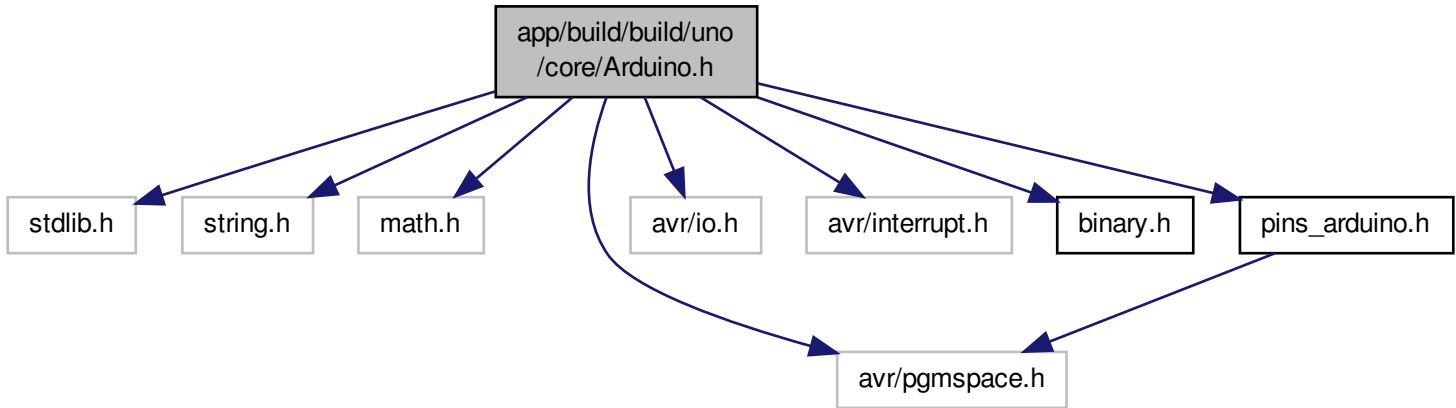 app/build/build/uno
/core/Arduino.h
stdlib.h
string.h
math.h
avr/io.h
avr/interrupt.h
binary.h
pins_arduino.h
avr/pgmspace.h